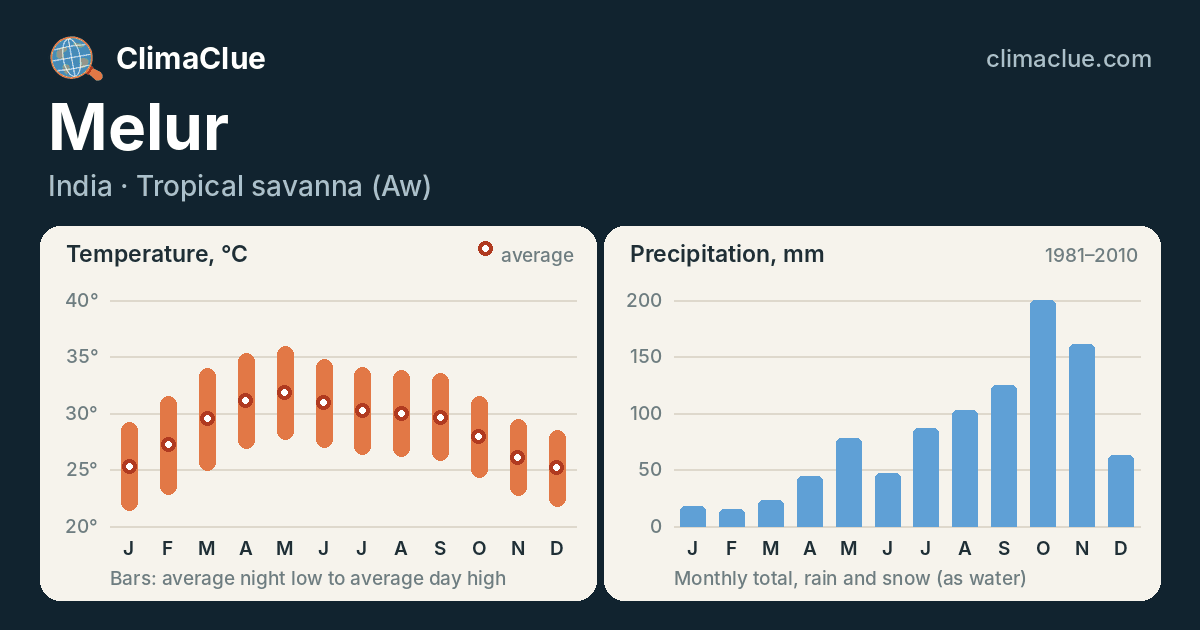 ClimaClue
climaclue.com
Melur
India · Tropical savanna (Aw)
Temperature, °C
average
40°
35°
30°
25°
20°
J F M A M J J A S O N D
Bars: average night low to average day high
Precipitation, mm
1981–2010
200
150
100
50
0
J F M A M J J A S O N D
Monthly total, rain and snow (as water)